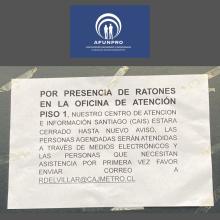 AFUNPRO
POR PRESENCIA DE RATONES
EN LA OFICINA DE ATENCIÓN
PISO 1, NUESTRO CENTRO DE ATENCION
E INFORMACIÓN SANTIAGO (CAIS) ESTARA
CERRADO HASTA NUEVO AVISO, LAS
PERSONAS AGENDADAS SERÁN ATENDIDAS
A TRAVÉS DE MEDIOS ELECTRÓNICOS Y
LAS PERSONAS QUE NECESITAN
ASISTENCIA POR PRIMERA VEZ FAVOR
ENVIAR CORREO A
RDELVILLAR@CAJMETRO.CL